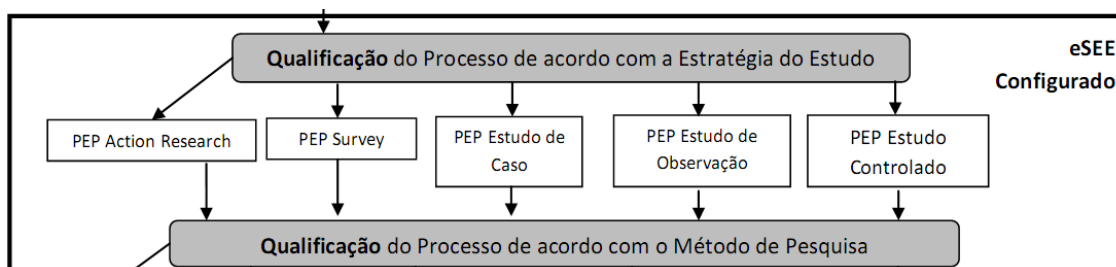 Qualificação do Processo de acordo com a Estratégia do Estudo
eSEE
Configurado
PEP Action Research
PEP Survey
PEP Estudo de
Caso
PEP Estudo de
Observação
PEP Estudo
Controlado
Qualificação do Processo de acordo com o Método de Pesquisa